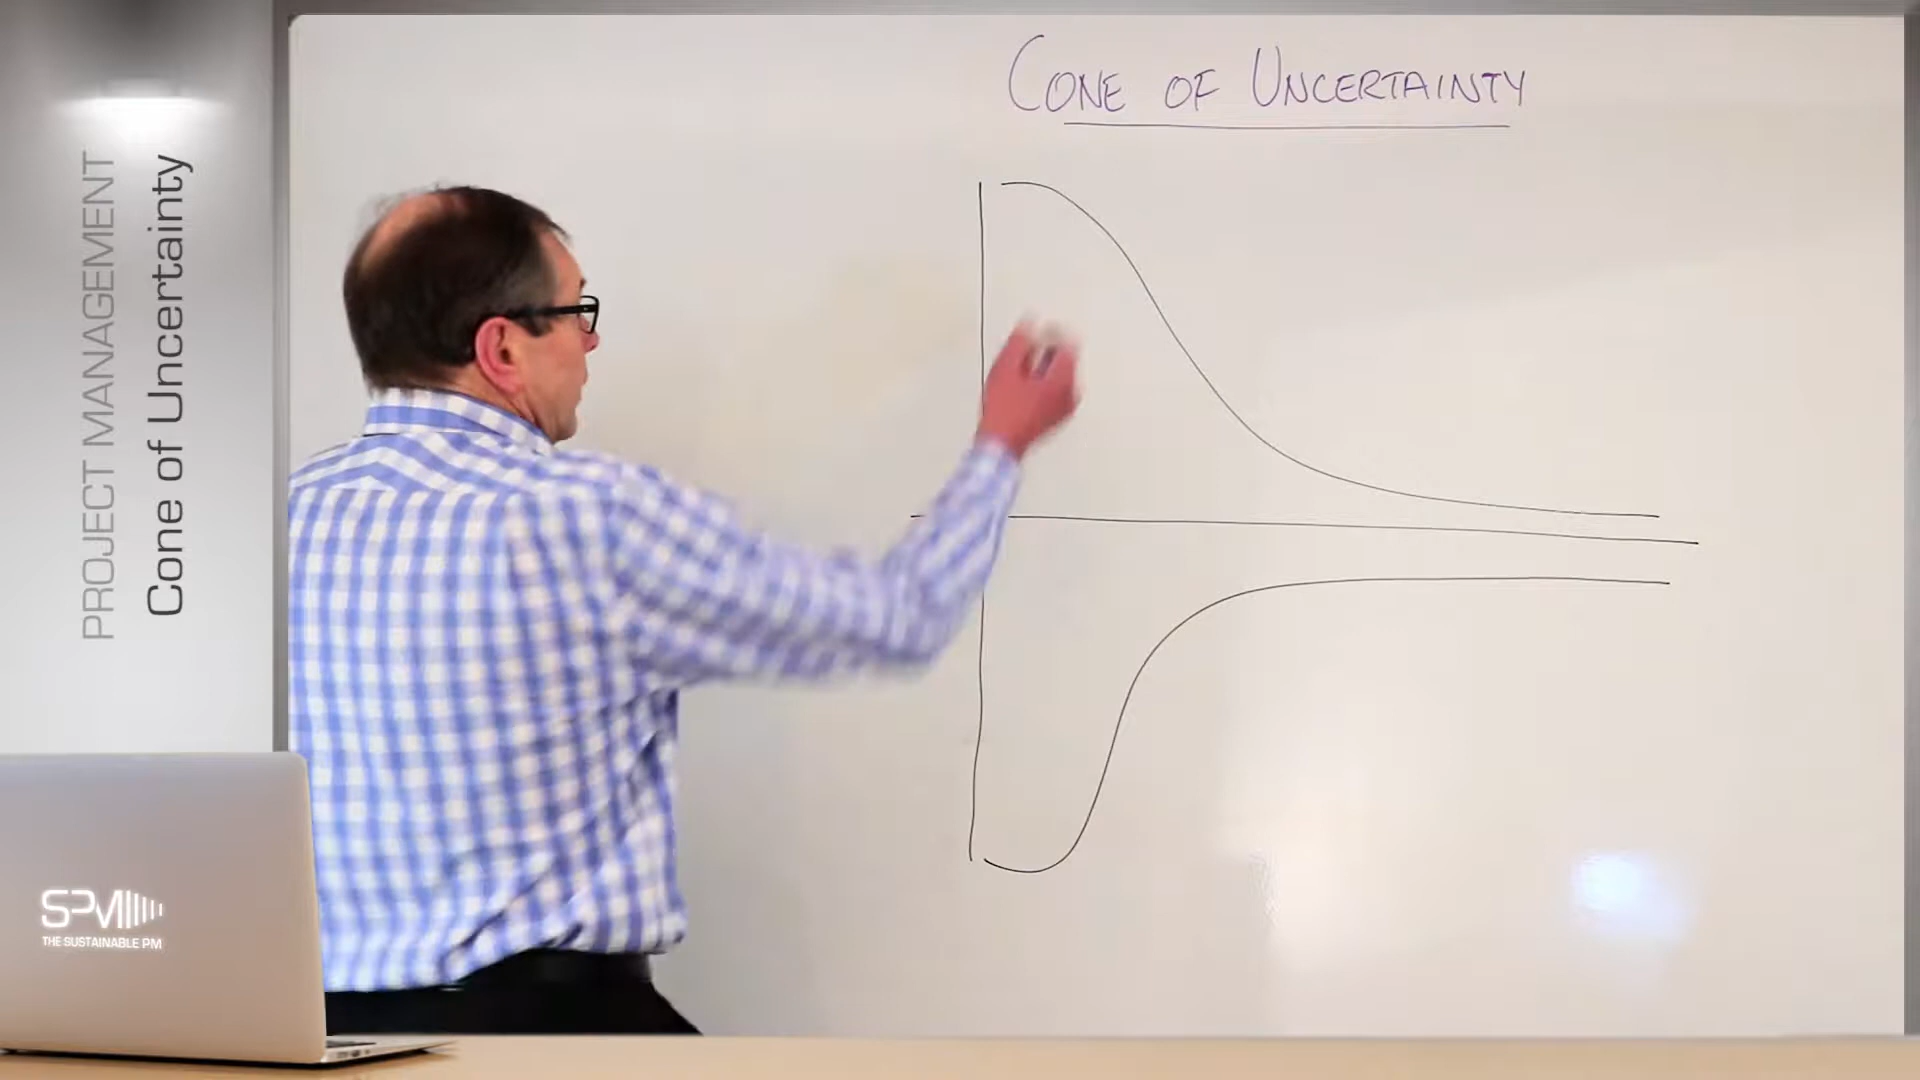 CONE OF UNCERTAINTY
PROJECT MANAGEMENT
Cone of Uncertainty
SPM
THE SUSTAINABLE PM